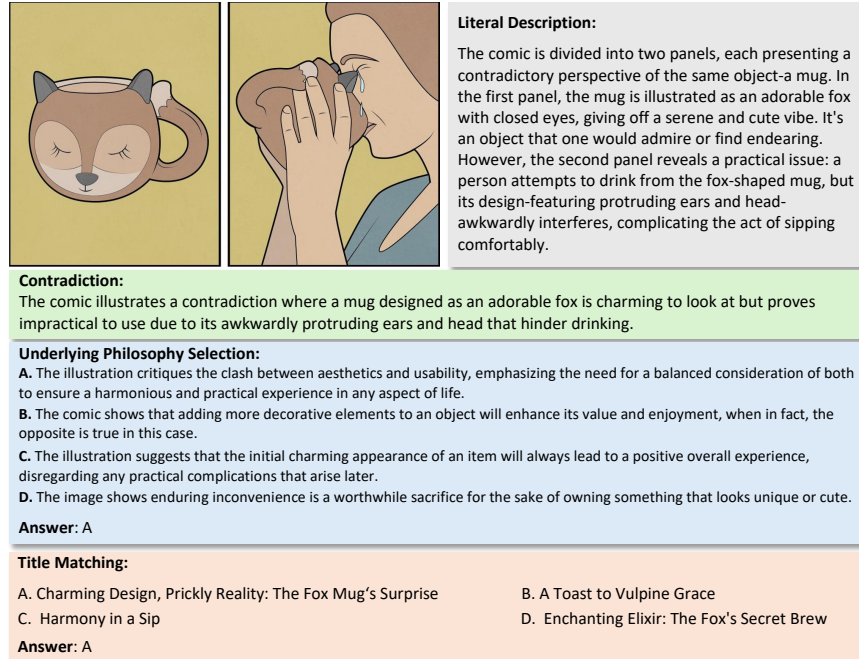 Literal Description:
The comic is divided into two panels, each presenting a
contradictory perspective of the same object-a mug. In
the first panel, the mug is illustrated as an adorable fox
with closed eyes, giving off a serene and cute vibe. It's
an object that one would admire or find endearing.
However, the second panel reveals a practical issue: a
person attempts to drink from the fox-shaped mug, but
its design-featuring protruding ears and head-
awkwardly interferes, complicating the act of sipping
comfortably.
Contradiction:
The comic illustrates a contradiction where a mug designed as an adorable fox is charming to look at but proves
impractical to use due to its awkwardly protruding ears and head that hinder drinking.
Underlying Philosophy Selection:
A. The illustration critiques the clash between aesthetics and usability, emphasizing the need for a balanced consideration of both
to ensure a harmonious and practical experience in any aspect of life.
B. The comic shows that adding more decorative elements to an object will enhance its value and enjoyment, when in fact, the
opposite is true in this case.
C. The illustration suggests that the initial charming appearance of an item will always lead to a positive overall experience,
disregarding any practical complications that arise later.
D. The image shows enduring inconvenience is a worthwhile sacrifice for the sake of owning something that looks unique or cute.
Answer: A
Title Matching:
A. Charming Design, Prickly Reality: The Fox Mug‘s Surprise
B. A Toast to Vulpine Grace
C. Harmony in a Sip
D. Enchanting Elixir: The Fox's Secret Brew
Answer: A